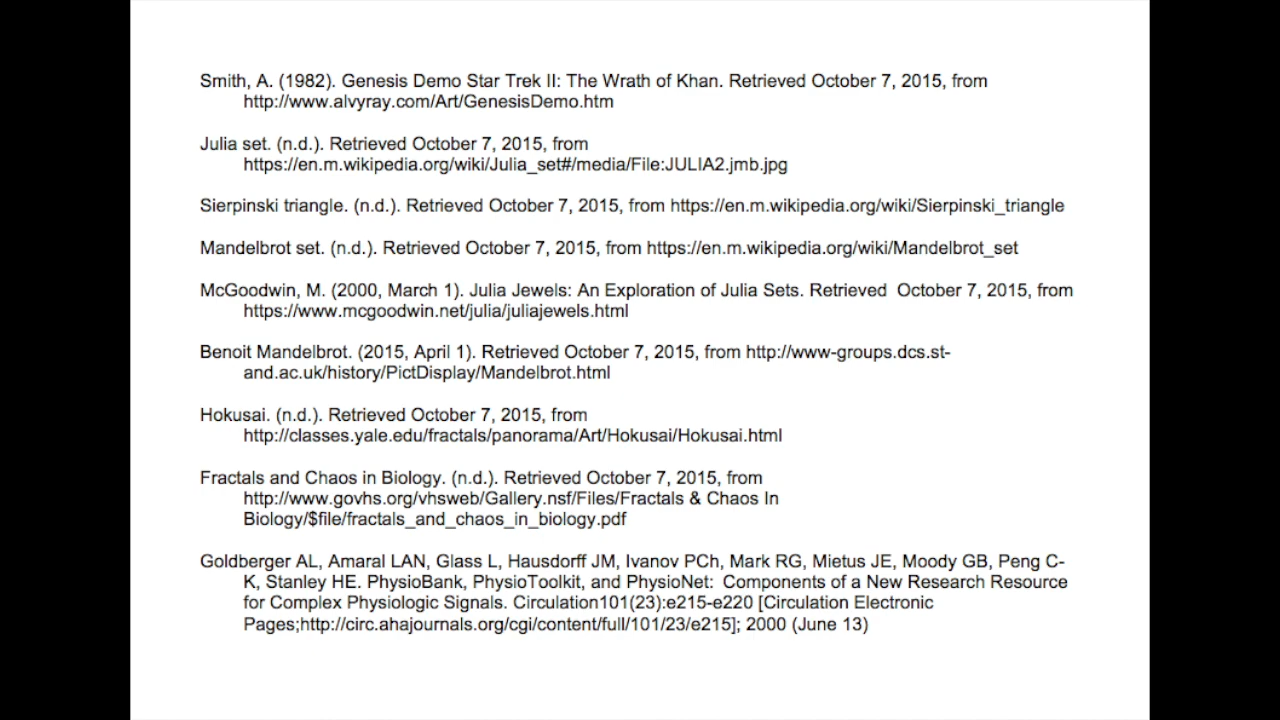 Smith, A. (1982). Genesis Demo Star Trek II: The Wrath of Khan. Retrieved October 7, 2015, from
http://www.alvyray.com/Art/GenesisDemo.htm
Julia set. (n.d.). Retrieved October 7, 2015, from
https://en.m.wikipedia.org/wiki/Julia_set#/media/File:JULIA2.jmb.jpg
Sierpinski triangle. (n.d.). Retrieved October 7, 2015, from https://en.m.wikipedia.org/wiki/Sierpinski_triangle
Mandelbrot set. (n.d.). Retrieved October 7, 2015, from https://en.m.wikipedia.org/wiki/Mandelbrot_set
McGoodwin, M. (2000, March 1). Julia Jewels: An Exploration of Julia Sets. Retrieved  October 7, 2015, from
https://www.mcgoodwin.net/julia/juliajewels.html
Benoit Mandelbrot. (2015, April 1). Retrieved October 7, 2015, from http://www-groups.dcs.st-
and.ac.uk/history/PictDisplay/Mandelbrot.html
Hokusai. (n.d.). Retrieved October 7, 2015, from
http://classes.yale.edu/fractals/panorama/Art/Hokusai/Hokusai.html
Fractals and Chaos in Biology. (n.d.). Retrieved October 7, 2015, from
http://www.govhs.org/vhsweb/Gallery.nsf/Files/Fractals & Chaos In
Biology/$file/fractals_and_chaos_in_biology.pdf
Goldberger AL, Amaral LAN, Glass L, Hausdorff JM, Ivanov PCh, Mark RG, Mietus JE, Moody GB, Peng C-
K, Stanley HE. PhysioBank, PhysioToolkit, and PhysioNet:  Components of a New Research Resource
for Complex Physiologic Signals. Circulation101(23):e215-e220 [Circulation Electronic
Pages;http://circ.ahajournals.org/cgi/content/full/101/23/e215]; 2000 (June 13)